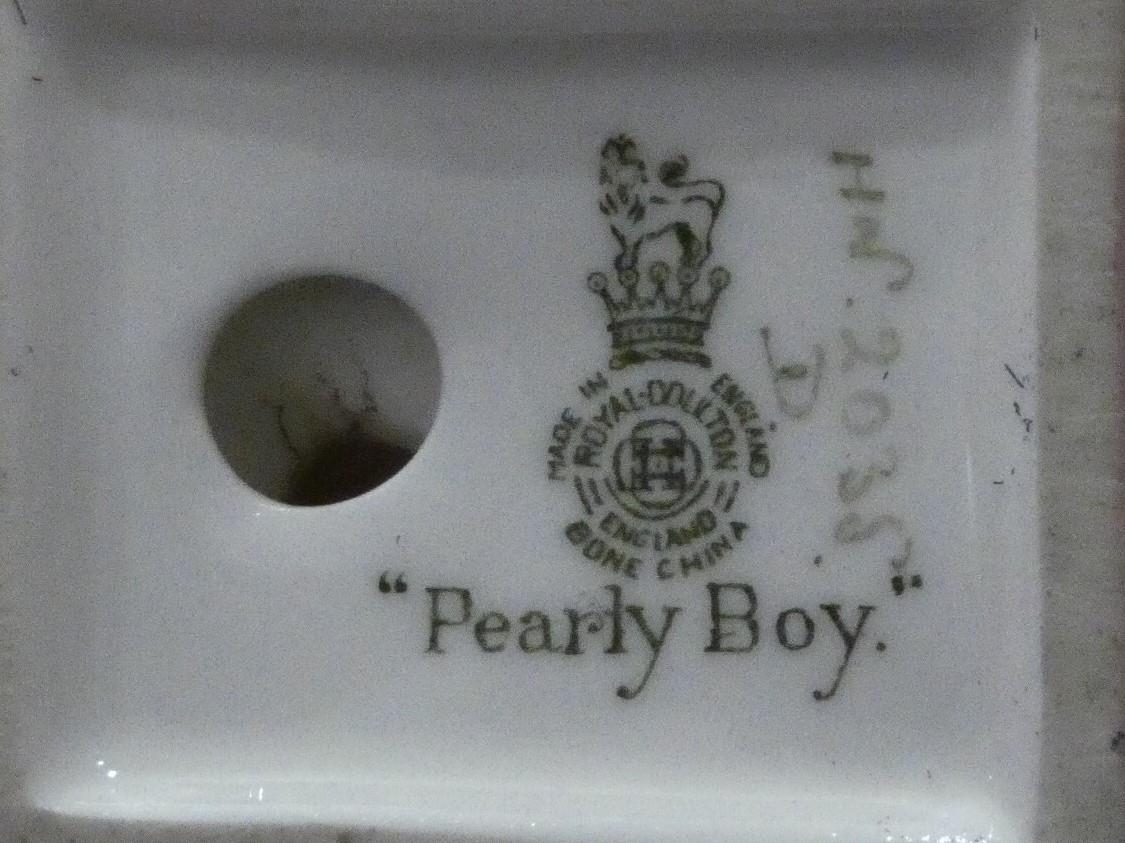 MADE IN ENGLAND
ROYAL·DOULTON
ENGLAND
BONE CHINA
"Pearly Boy."
HN. 2035
D